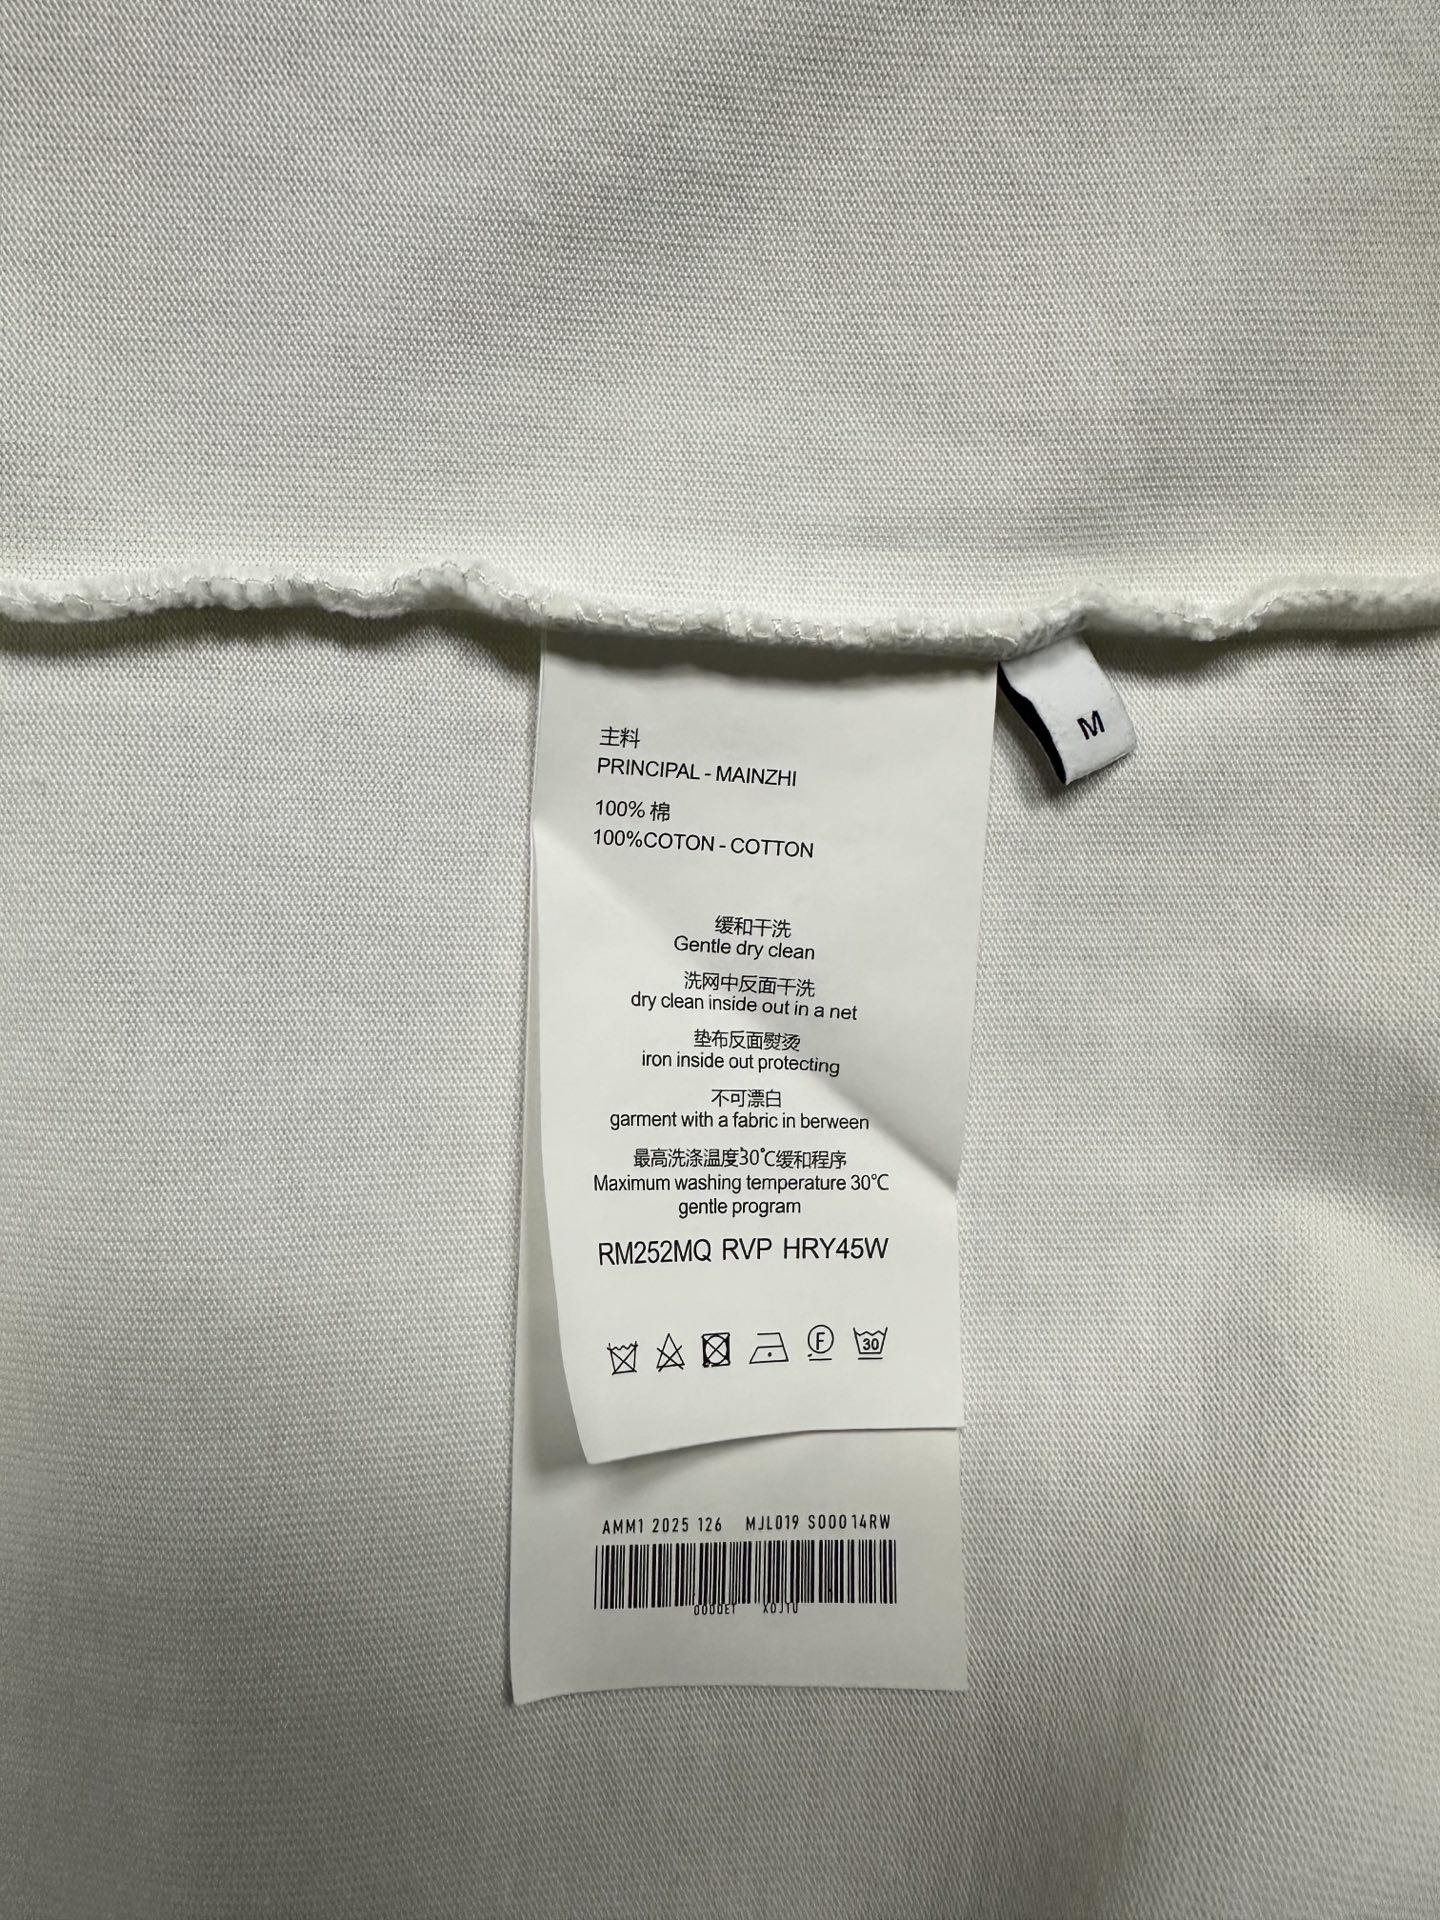 主料
PRINCIPAL - MAINZHI
100% 棉
100%COTON - COTTON
M
缓和干洗
Gentle dry clean
洗网中反面干洗
dry clean inside out in a net
垫布反面熨烫
iron inside out protecting
不可漂白
garment with a fabric in berween
最高洗涤温度30℃缓和程序
Maximum washing temperature 30℃
gentle program
RM252MQ RVP HRY45W
F 30
AMM1 2025 126 MJL019 S00014RW